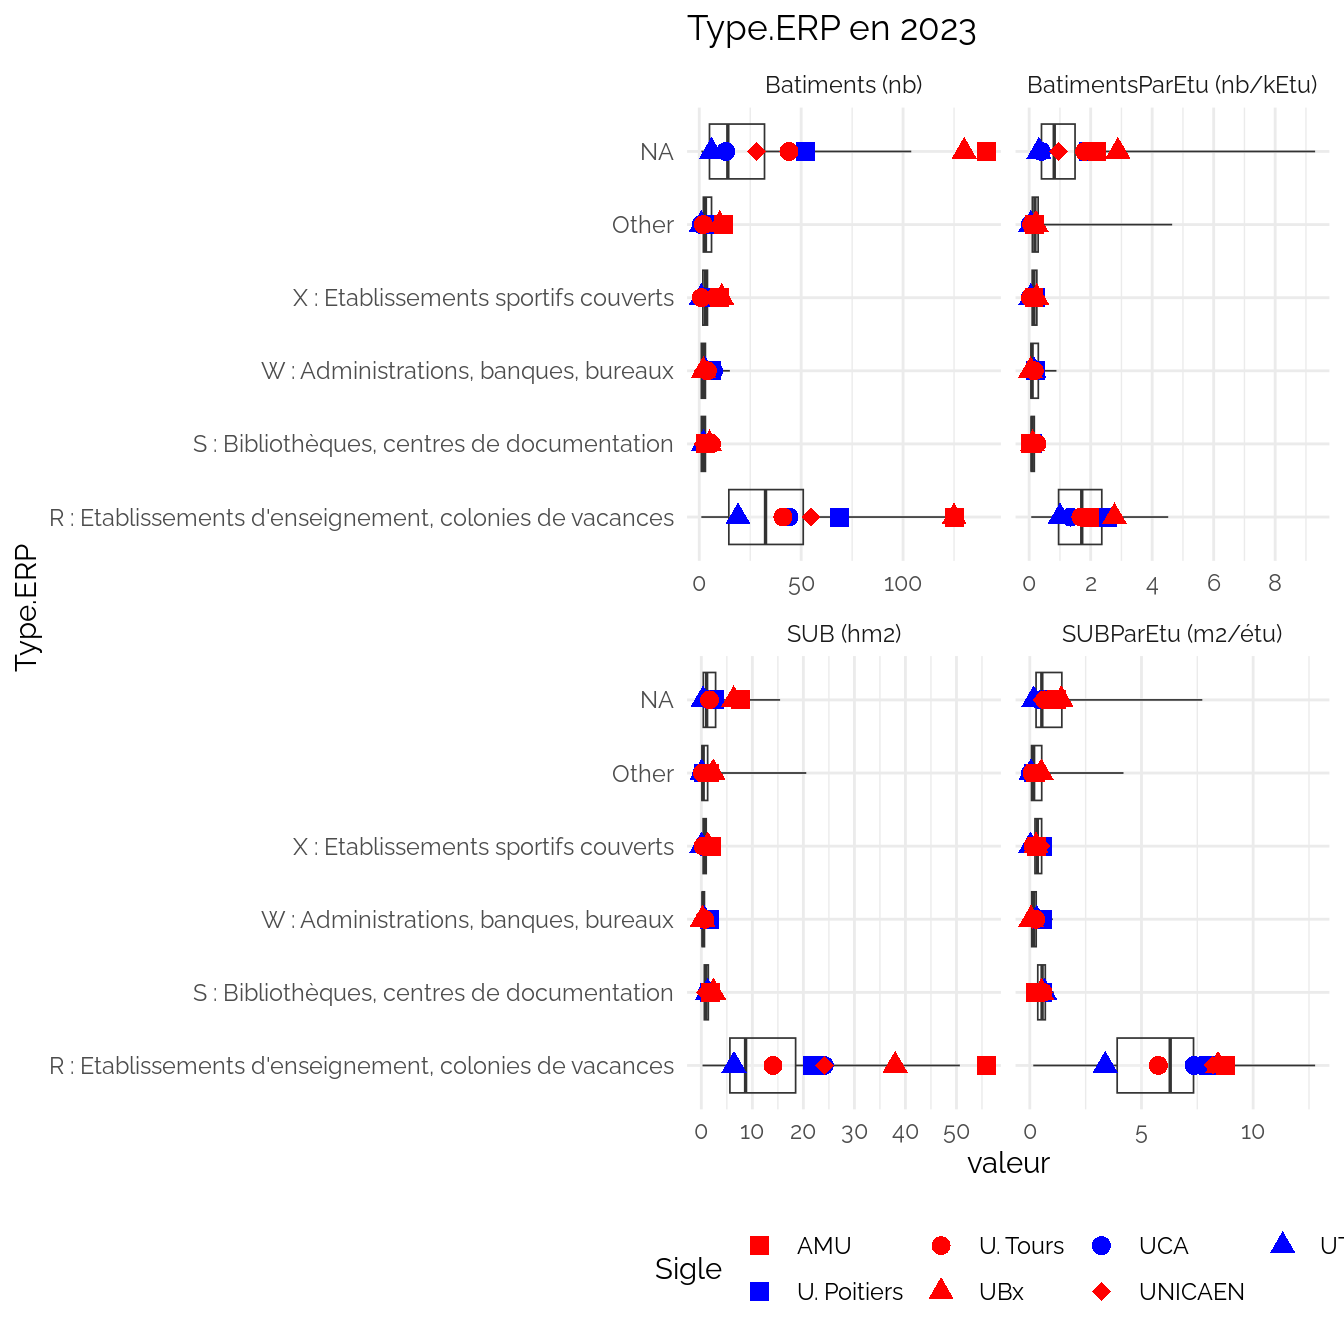 Type.ERP en 2023
Batiments (nb)
BatimentsParEtu (nb/kEtu)
NA
Other
X : Etablissements sportifs couverts
W : Administrations, banques, bureaux
S : Bibliothèques, centres de documentation
R : Etablissements d'enseignement, colonies de vacances
0 50 100
0 2 4 6 8
SUB (hm2)
SUBParEtu (m2/étu)
NA
Other
X : Etablissements sportifs couverts
W : Administrations, banques, bureaux
S : Bibliothèques, centres de documentation
R : Etablissements d'enseignement, colonies de vacances
0 10 20 30 40 50
0 5 10
Type.ERP
valeur
Sigle
AMU U. Tours UCA
U. Poitiers UBx UNICAEN